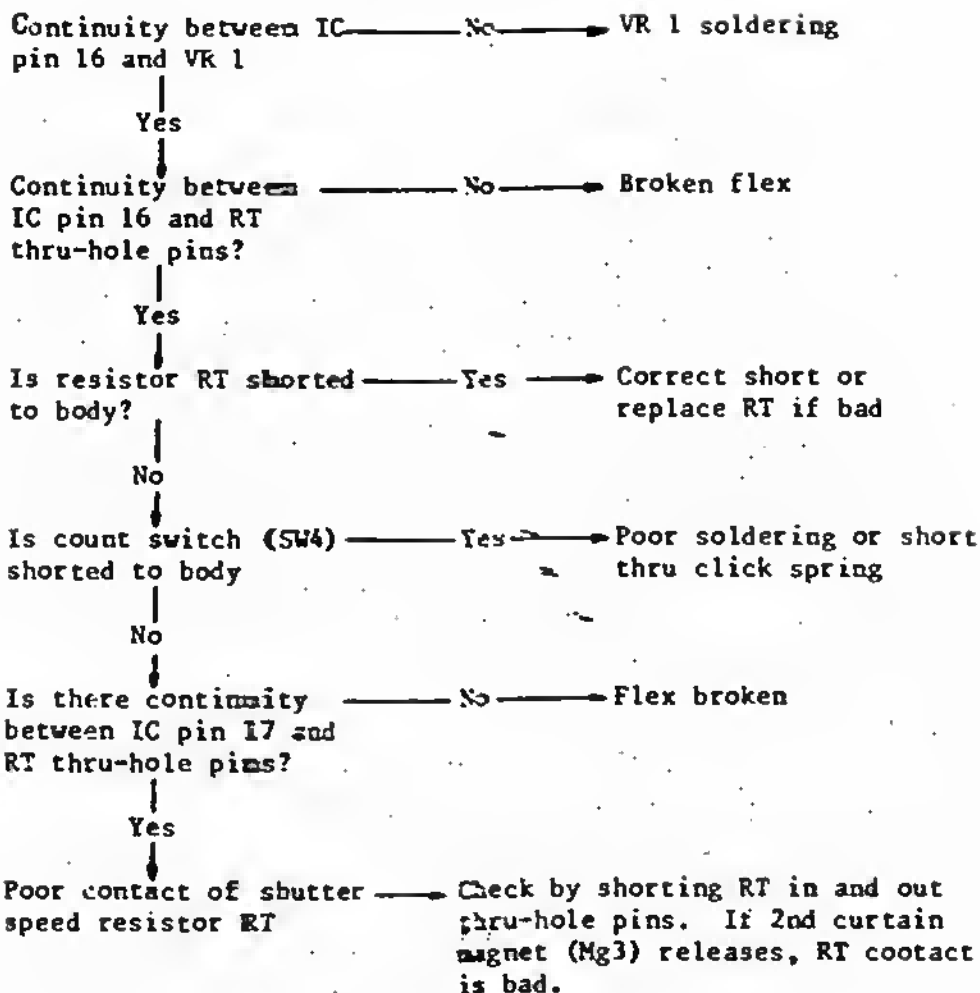 Continuity between IC No VR 1 soldering
pin 16 and VR 1
Yes
Continuity between No Broken flex
IC pin 16 and RT
thru-hole pins?
Yes
Is resistor RT shorted Yes Correct short or
to body? replace RT if bad
No
Is count switch (SW4) Yes Poor soldering or short
shorted to body thru click spring
No
Is there continuity No Flex broken
between IC pin 17 and
RT thru-hole pins?
Yes
Poor contact of shutter Check by shorting RT in and out
speed resistor RT thru-hole pins. If 2nd curtain
magnet (Mg3) releases, RT contact
is bad.